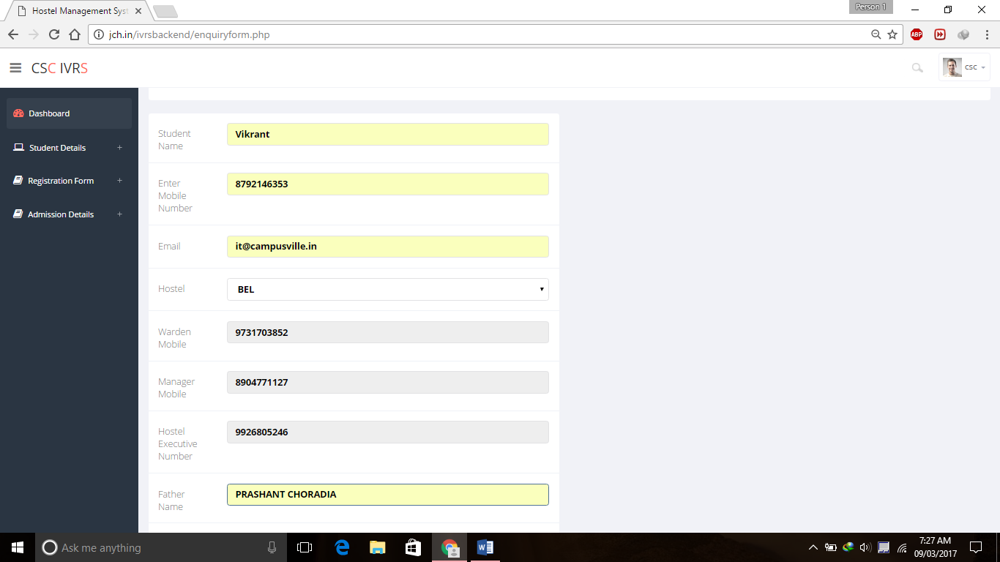 Hostel Management Syst
Person 1
jch.in/ivrsbackend/enquiryform.php
ABP
CSC IVRS
csc
Dashboard
Student Details +
Registration Form +
Admission Details +
Student
Name
Vikrant
Enter
Mobile
Number
8792146353
Email
it@campusville.in
Hostel
BEL
Warden
Mobile
9731703852
Manager
Mobile
8904771127
Hostel
Executive
Number
9926805246
Father
Name
PRASHANT CHORADIA
Ask me anything
7:27 AM
09/03/2017